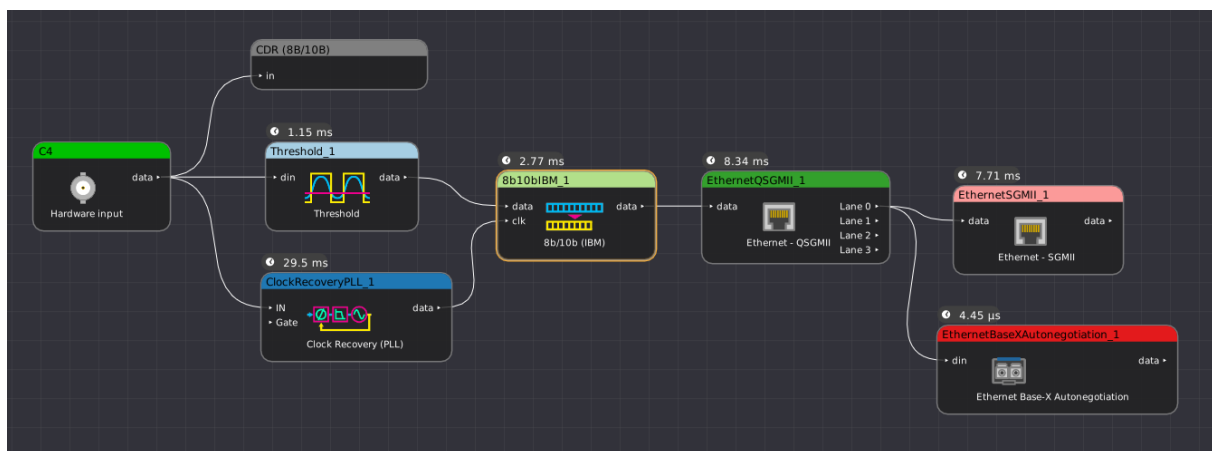 CDR (8B/10B)
in
1.15 ms
C4
data
Hardware input
Threshold_1
din
data
Threshold
2.77 ms
8b10bIBM_1
data
data
clk
8b/10b (IBM)
8.34 ms
EthernetQSGMII_1
data
Lane 0
Lane 1
Lane 2
Lane 3
Ethernet - QSGMII
7.71 ms
EthernetSGMII_1
data
data
Ethernet - SGMII
29.5 ms
ClockRecoveryPLL_1
IN
data
Gate
Clock Recovery (PLL)
4.45 µs
EthernetBaseXAutonegotiation_1
din
data
Ethernet Base-X Autonegotiation